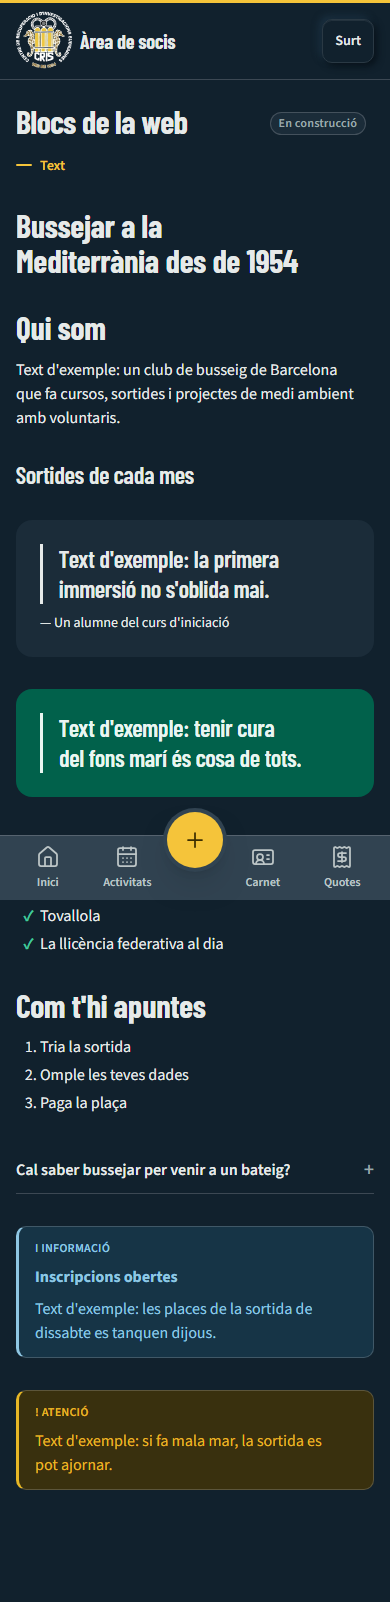 CRIS
Àrea de socis
Surt
Blocs de la web
En construcció
Text
Bussejar a la
Mediterrània des de 1954
Qui som
Text d'exemple: un club de busseig de Barcelona
que fa cursos, sortides i projectes de medi ambient
amb voluntaris.
Sortides de cada mes
Text d'exemple: la primera
immersió no s'oblida mai.
— Un alumne del curs d'iniciació
Text d'exemple: tenir cura
del fons marí és cosa de tots.
+
Inici
Activitats
Carnet
Quotes
✓ Tovallola
✓ La llicència federativa al dia
Com t'hi apuntes
1. Tria la sortida
2. Omple les teves dades
3. Paga la plaça
Cal saber bussejar per venir a un bateig? +
I INFORMACIÓ
Inscripcions obertes
Text d'exemple: les places de la sortida de
dissabte es tanquen dijous.
! ATENCIÓ
Text d'exemple: si fa mala mar, la sortida es
pot ajornar.